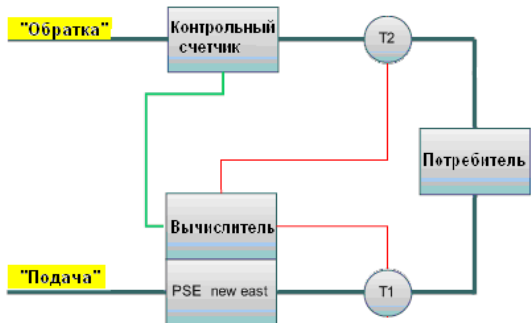 "Обратка"
Контрольный
счетчик
T2
Потребитель
Вычислитель
"Подача"
PSE new east
T1